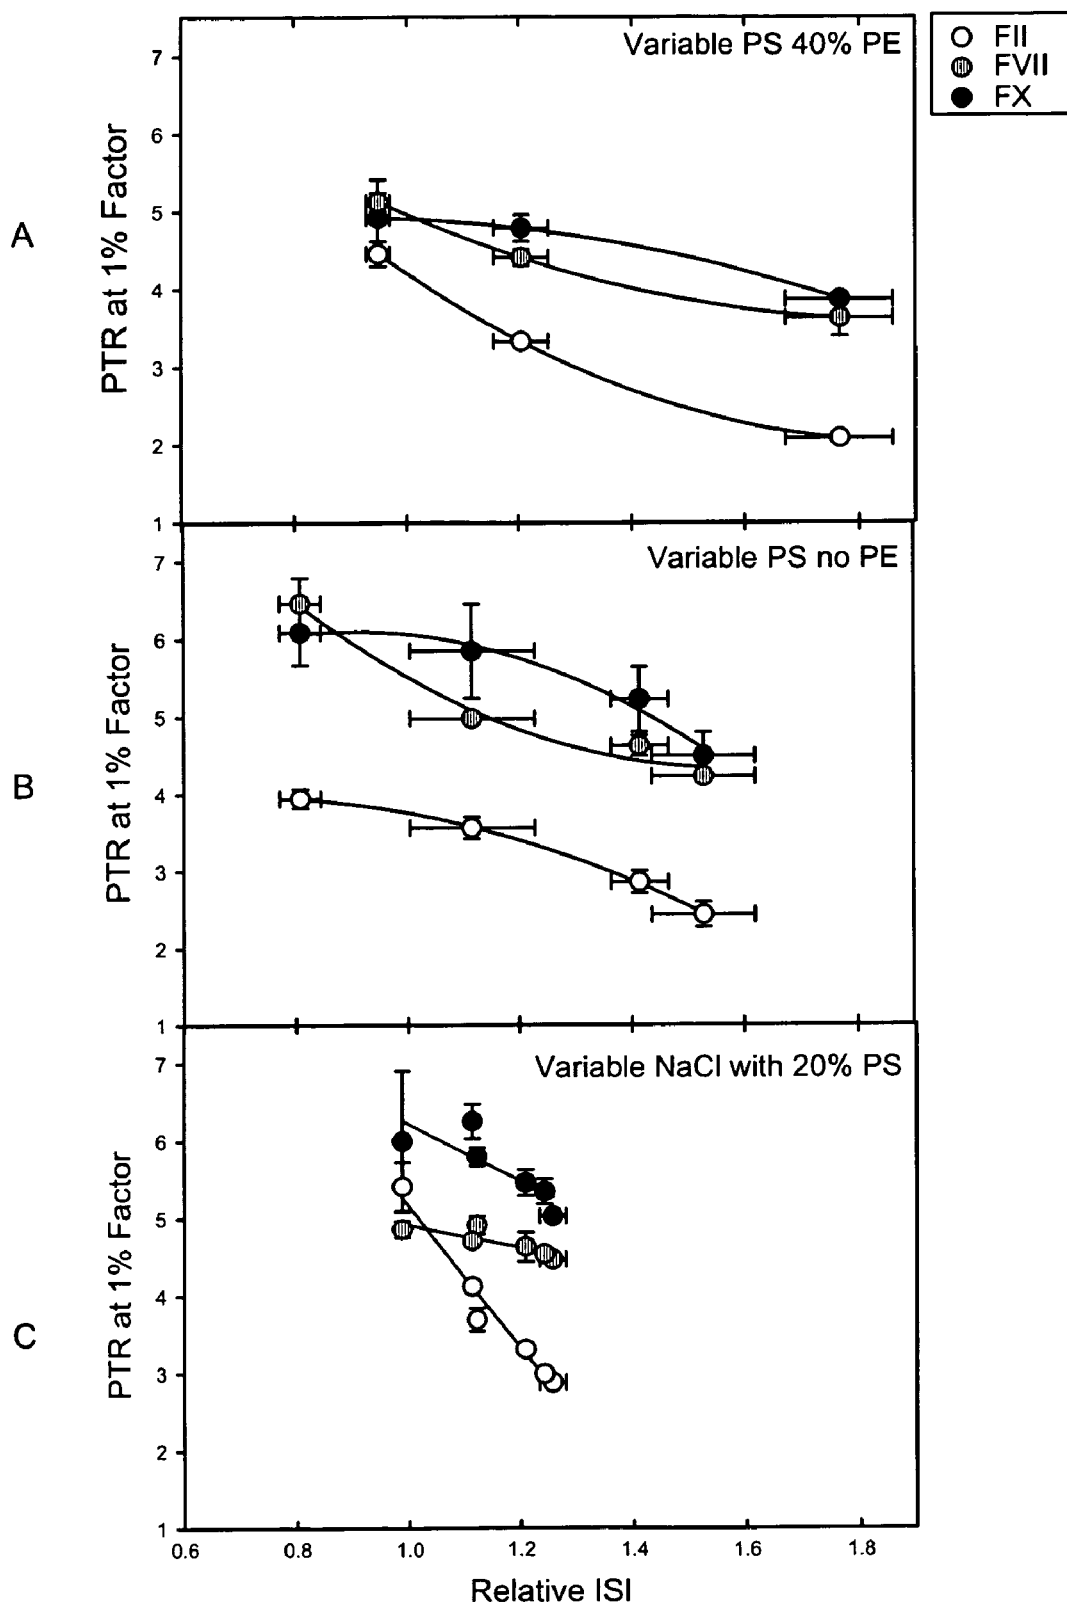 Variable PS 40% PE
FII
FVII
FX
7
6
5
4
3
2
1
PTR at 1% Factor
A
Variable PS no PE
7
6
5
4
3
2
1
PTR at 1% Factor
B
Variable NaCl with 20% PS
7
6
5
4
3
2
1
PTR at 1% Factor
C
0.6 0.8 1.0 1.2 1.4 1.6 1.8
Relative ISI